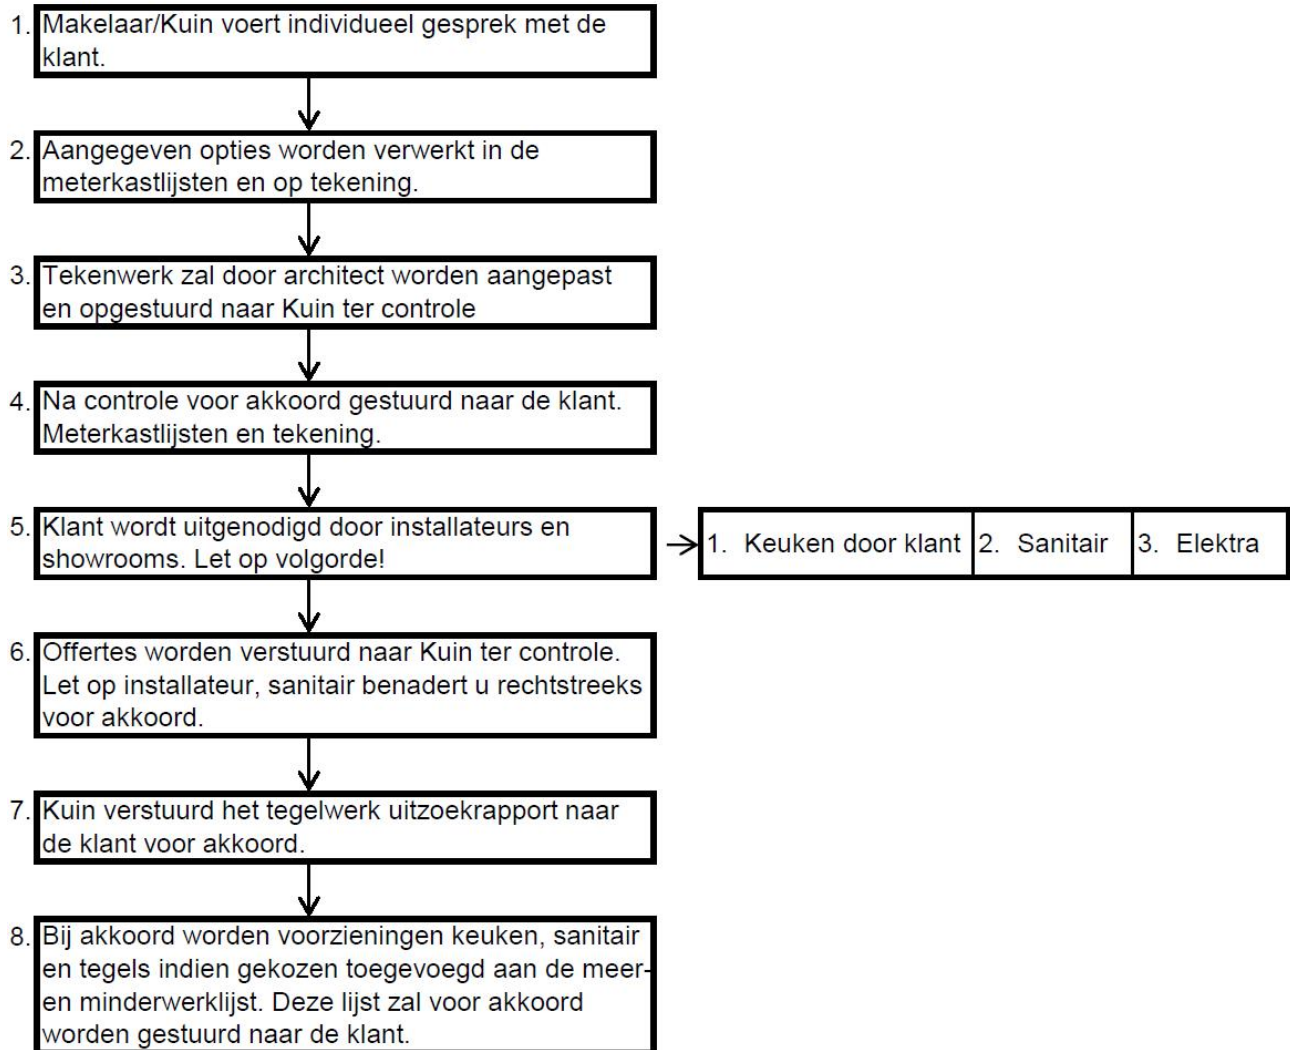 1. Makelaar/Kuin voert individueel gesprek met de
klant.
2. Aangegeven opties worden verwerkt in de
meterkastlijsten en op tekening.
3. Tekenwerk zal door architect worden aangepast
en opgestuurd naar Kuin ter controle
4. Na controle voor akkoord gestuurd naar de klant.
Meterkastlijsten en tekening.
5. Klant wordt uitgenodigd door installateurs en
showrooms. Let op volgorde!
1. Keuken door klant 2. Sanitair 3. Elektra
6. Offertes worden verstuurd naar Kuin ter controle.
Let op installateur, sanitair benadert u rechtstreeks
voor akkoord.
7. Kuin verstuurd het tegelwerk uitzoekrapport naar
de klant voor akkoord.
8. Bij akkoord worden voorzieningen keuken, sanitair
en tegels indien gekozen toegevoegd aan de meer-
en minderwerklijst. Deze lijst zal voor akkoord
worden gestuurd naar de klant.